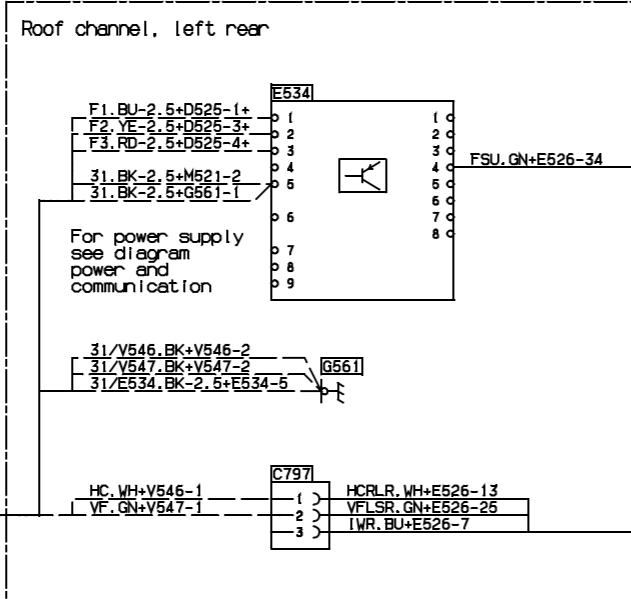 Roof channel, left rear
E534
F1.BU-2.5+D525-1+
F2.YE-2.5+D525-3+
F3.RD-2.5+D525-4+
31.BK-2.5+M521-2
31.BK-2.5+G561-1
1
2
3
4
5
6
7
8
9
1
2
3
4
5
6
7
8
FSU.GN+E526-34
For power supply
see diagram
power and
communication
31/V546.BK+V546-2
31/V547.BK+V547-2
31/E534.BK-2.5+E534-5
G561
C797
HC.WH+V546-1
VF.GN+V547-1
1
2
3
HCRLR.WH+E526-13
VFLSR.GN+E526-25
IWR.BU+E526-7